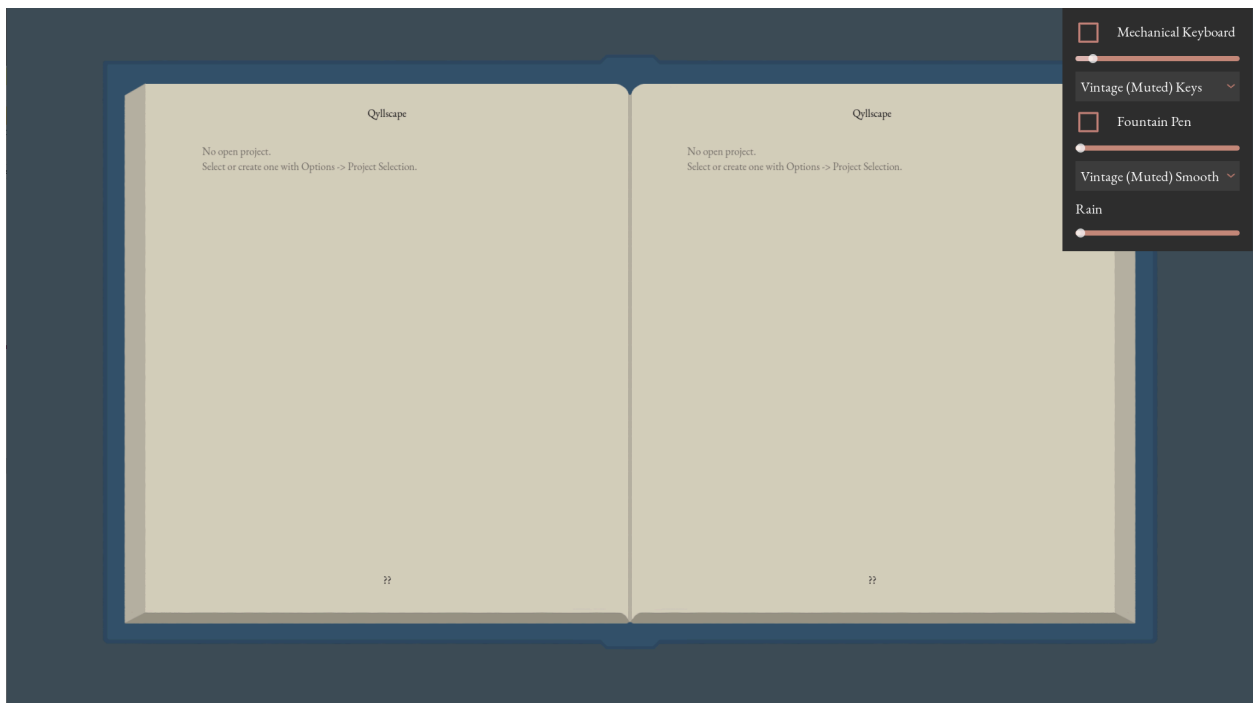 Qyllscape
No open project.
Select or create one with Options -> Project Selection.
??
Qyllscape
No open project.
Select or create one with Options -> Project Selection.
??
Mechanical Keyboard
Vintage (Muted) Keys
Fountain Pen
Vintage (Muted) Smooth
Rain